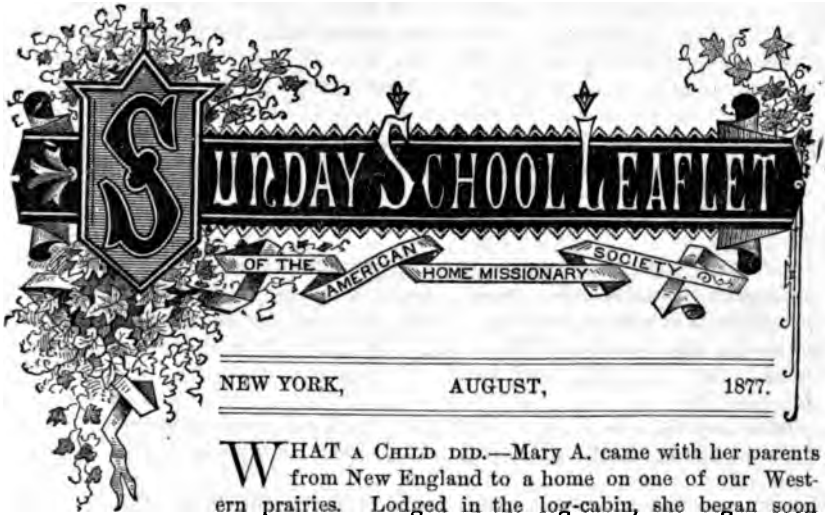 SUNDAY SCHOOL LEAFLET
OF THE AMERICAN HOME MISSIONARY SOCIETY.
NEW YORK, AUGUST, 1877.
WHAT A CHILD DID.—Mary A. came with her parents
from New England to a home on one of our West-
ern prairies. Lodged in the log-cabin, she began soon